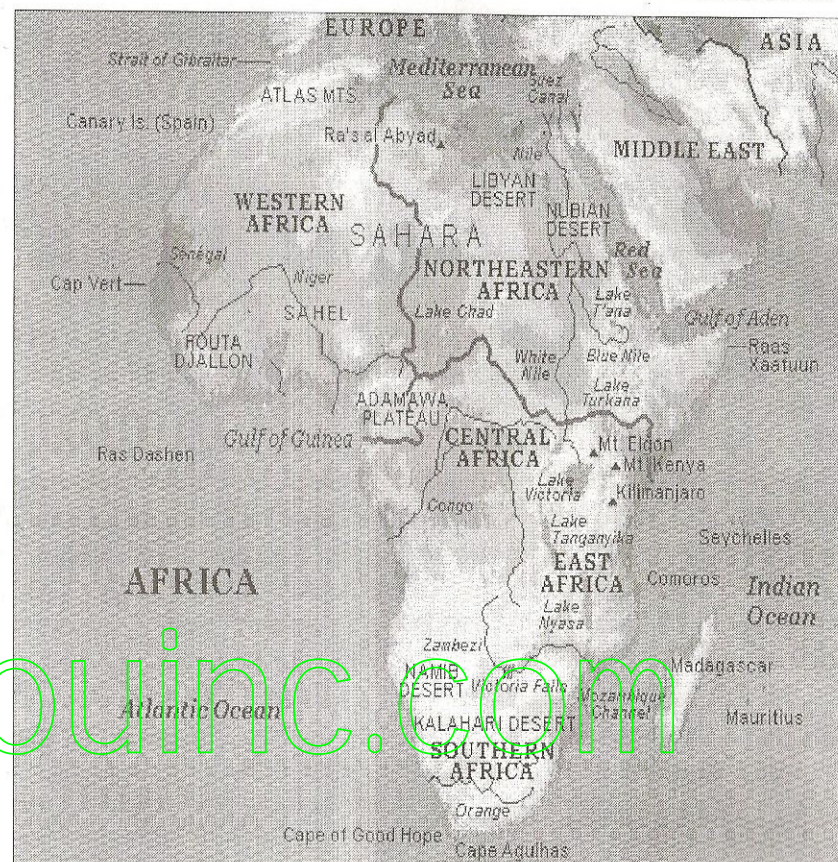 EUROPE
ASIA
Strait of Gibraltar
Mediterranean
Sea
Suez
Canal
ATLAS MTS.
Canary Is. (Spain)
Ra's al Abyad
Nile
MIDDLE EAST
LIBYAN
DESERT
WESTERN
AFRICA
NUBIAN
DESERT
SAHARA
Sénégal
Red
Sea
NORTHEASTERN
AFRICA
Cap Vert
Niger
SAHEL
Lake Chad
Lake
T'ana
Gulf of Aden
FOUTA
DJALLON
White
Nile
Blue Nile
Raas
Xaafuun
Lake
Turkana
ADAMAWA
PLATEAU
Gulf of Guinea
CENTRAL
AFRICA
Ras Dashen
Mt. Elgon
Mt. Kenya
Lake
Victoria
Kilimanjaro
Congo
Lake
Tanganyika
Seychelles
AFRICA
EAST
AFRICA
Comoros
Indian
Ocean
Lake
Nyasa
Zambezi
NAMIB
DESERT
Victoria Falls
Madagascar
Mozambique
Channel
Mauritius
Atlantic Ocean
KALAHARI DESERT
SOUTHERN
AFRICA
Orange
Cape of Good Hope
Cape Agulhas
ouinc.com